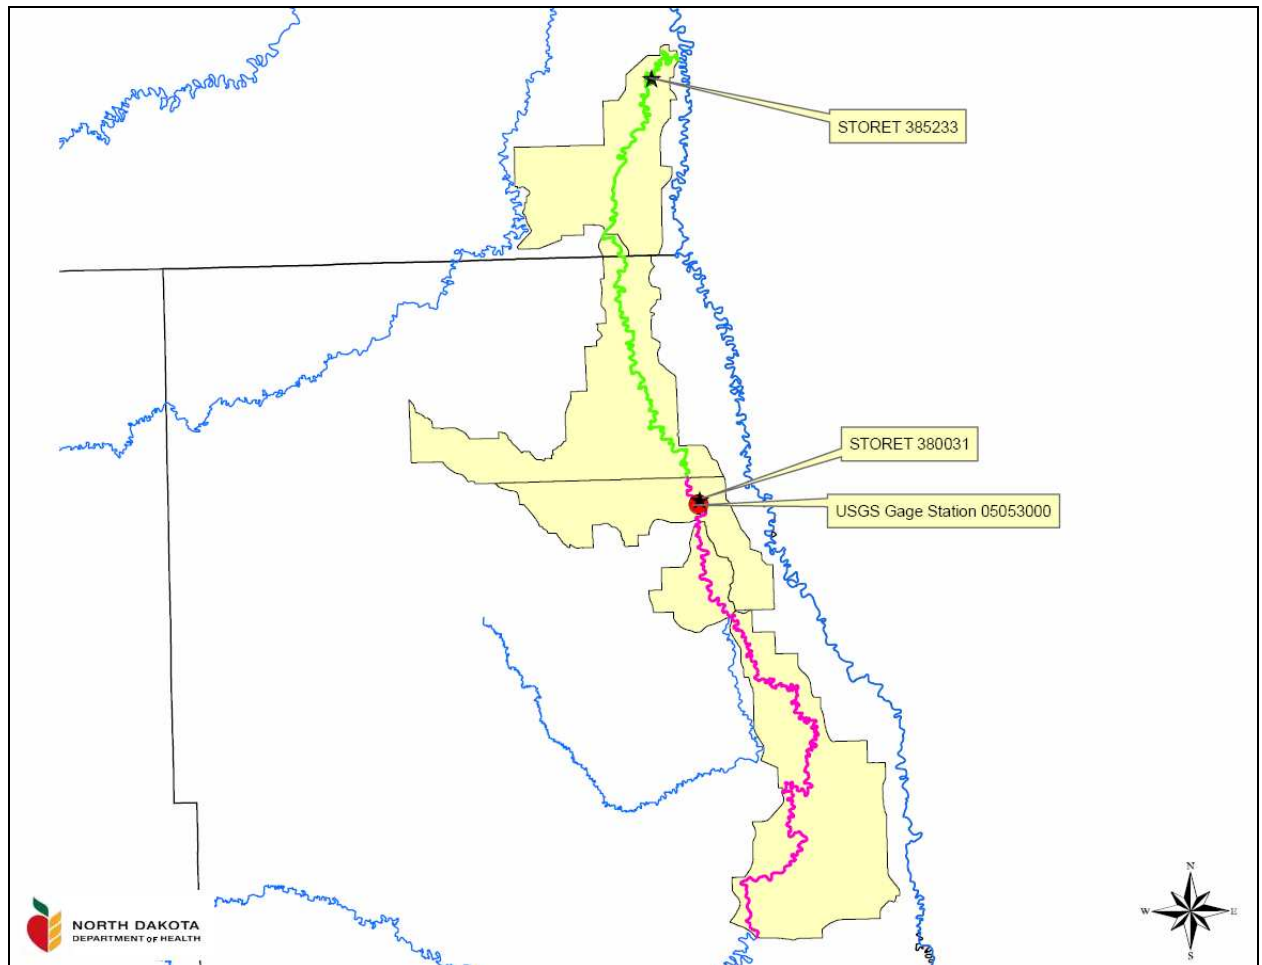 STORET 385233
STORET 380031
USGS Gage Station 05053000
N
W
E
S
NORTH DAKOTA
DEPARTMENT OF HEALTH